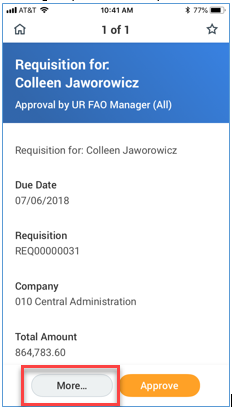 AT&T 10:41 AM 77%
1 of 1
Requisition for:
Colleen Jaworowicz
Approval by UR FAO Manager (All)
Requisition for: Colleen Jaworowicz
Due Date
07/06/2018
Requisition
REQ00000031
Company
010 Central Administration
Total Amount
864,783.60
More... Approve